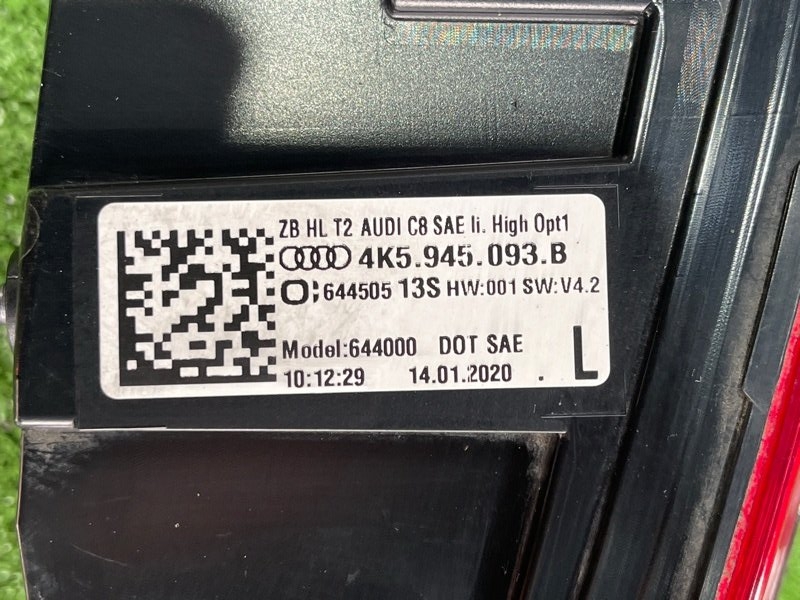 ZB HL T2 AUDI C8 SAE li. High Opt1
4K5.945.093.B
644505 13S HW:001 SW:V4.2
Model:644000 DOT SAE
10:12:29 14.01.2020 . L